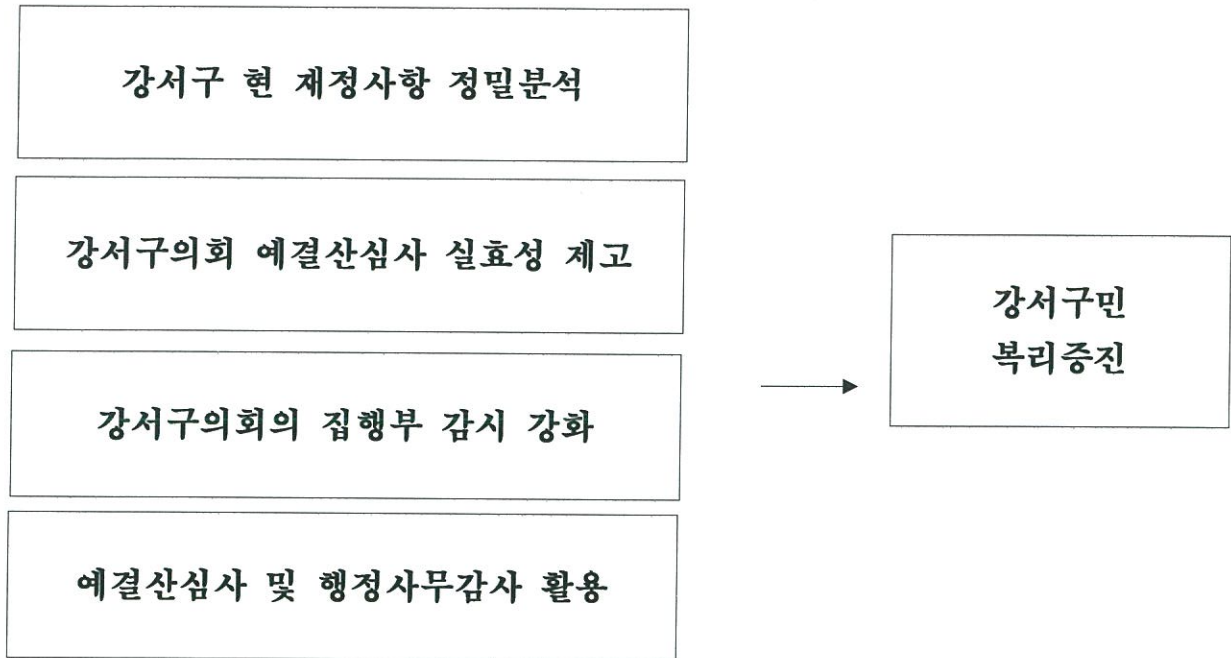 강서구 현 재정사항 정밀분석
강서구의회 예결산심사 실효성 제고
강서구의회의 집행부 감시 강화
예결산심사 및 행정사무감사 활용
강서구민
복리증진